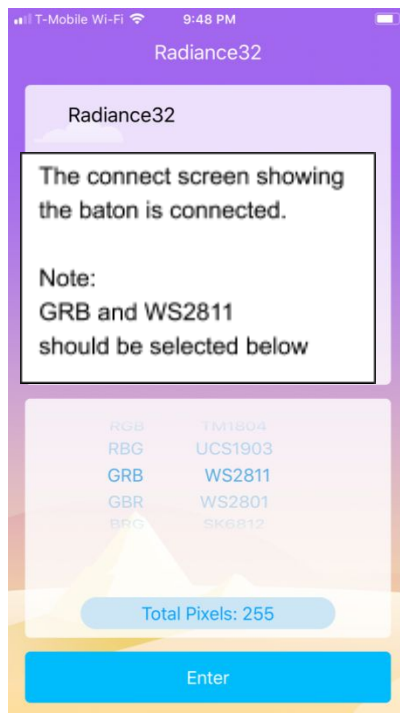 T-Mobile Wi-Fi 9:48 PM
Radiance32
Radiance32
The connect screen showing
the baton is connected.
Note:
GRB and WS2811
should be selected below
RGB TM1804
RBG UCS1903
GRB WS2811
GBR WS2801
BRG SK6812
Total Pixels: 255
Enter